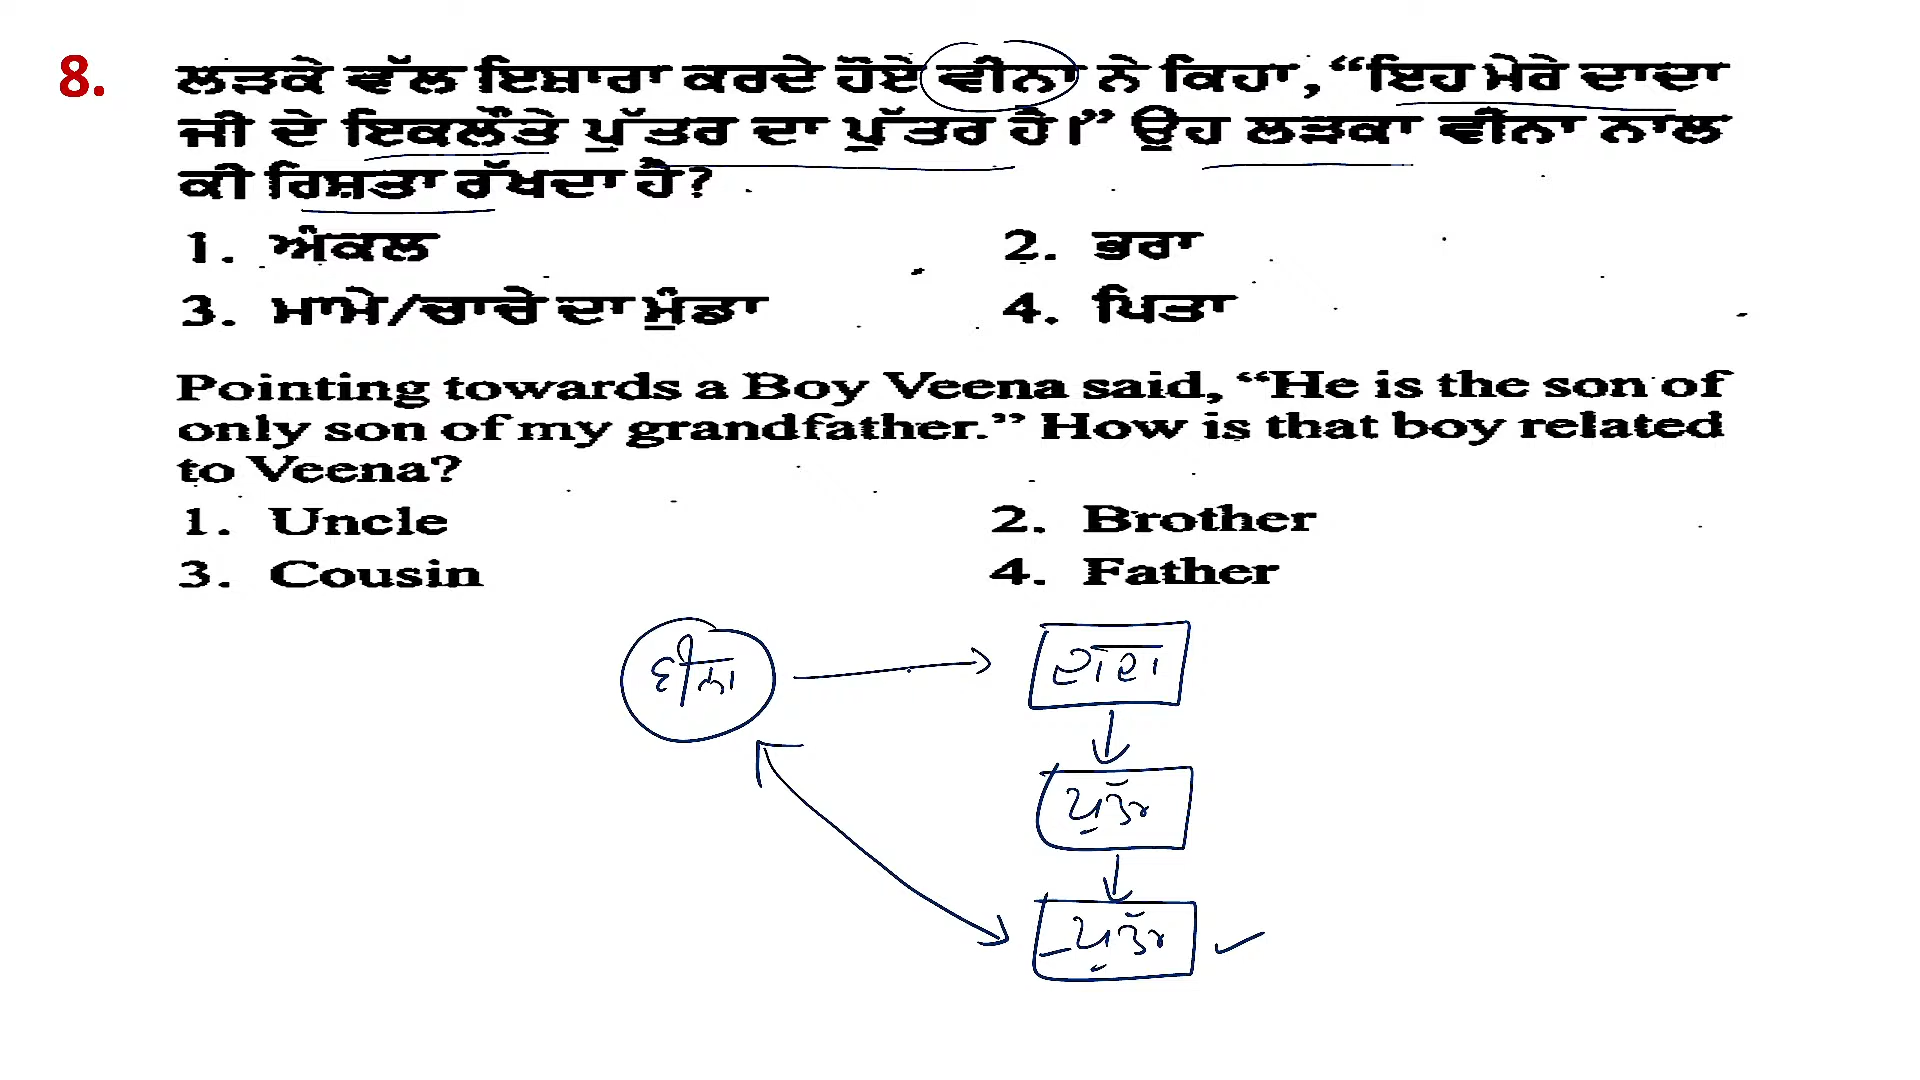 8.
ਲੜਕੇ ਵੱਲ ਇਸ਼ਾਰਾ ਕਰਦੇ ਹੋਏ ਵੀਨਾ ਨੇ ਕਿਹਾ, “ਇਹ ਮੇਰੇ ਦਾਦਾ
ਜੀ ਦੇ ਇਕਲੌਤੇ ਪੁੱਤਰ ਦਾ ਪੁੱਤਰ ਹੈ।” ਉਹ ਲੜਕਾ ਵੀਨਾ ਨਾਲ
ਕੀ ਰਿਸ਼ਤਾ ਰੱਖਦਾ ਹੈ?
1. ਅੰਕਲ 2. ਭਰਾ
3. ਮਾਮੇ/ਚਾਚੇ ਦਾ ਮੁੰਡਾ 4. ਪਿਤਾ
Pointing towards a Boy Veena said, “He is the son of
only son of my grandfather.” How is that boy related
to Veena?
1. Uncle 2. Brother
3. Cousin 4. Father
ਵੀਨਾ ਦਾਦਾ
ਪੁੱਤਰ
ਪੁੱਤਰ